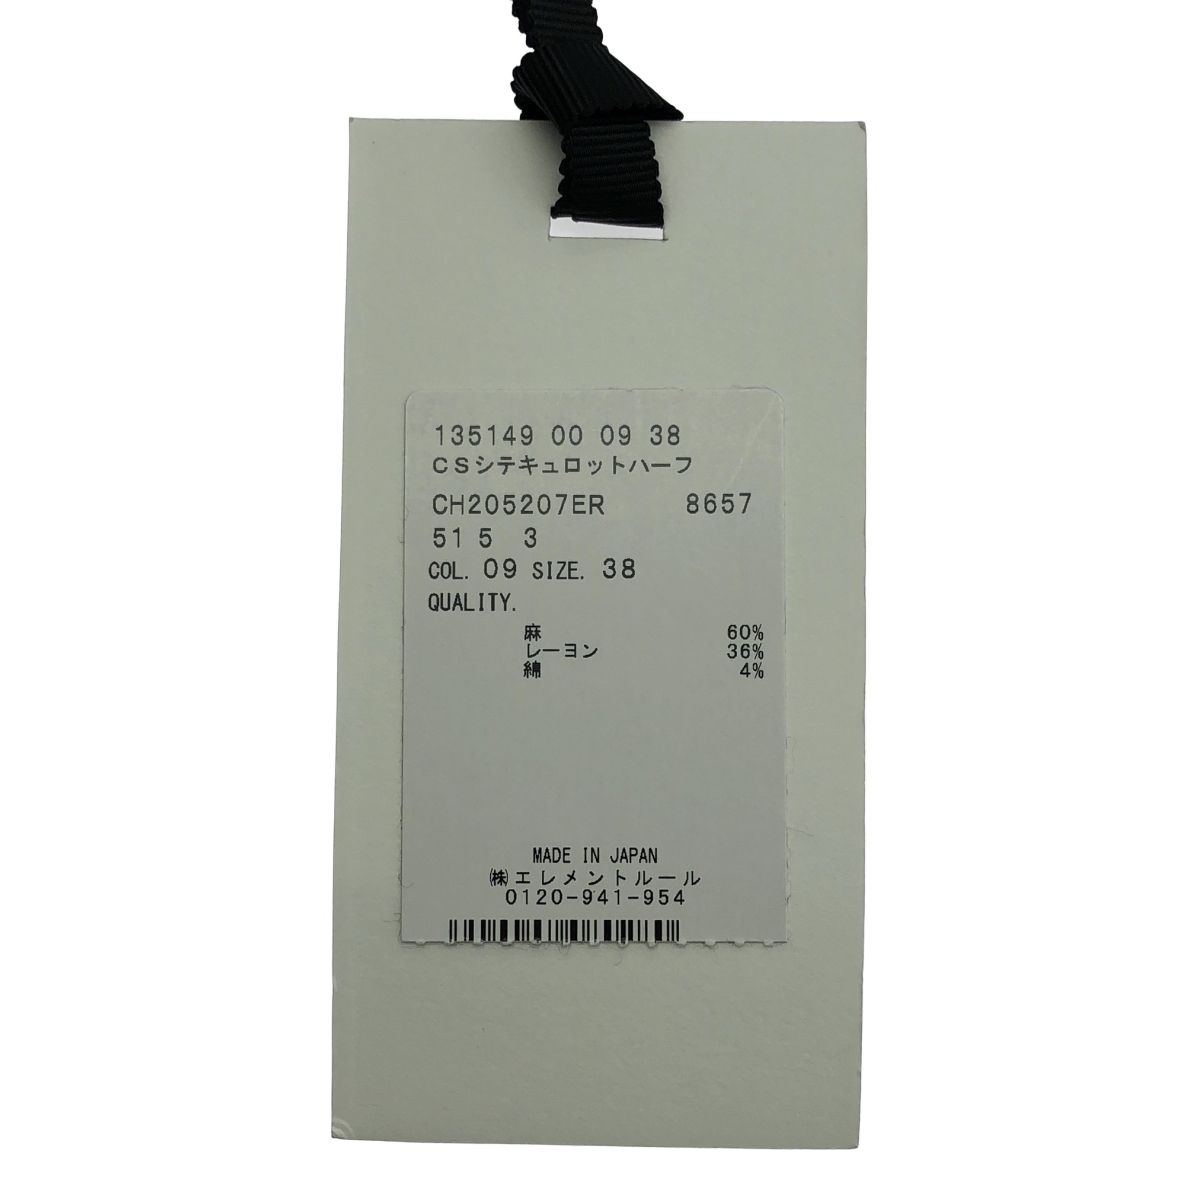 135149 00 09 38
CSシテキュロットハーフ
CH205207ER 8657
51 5 3
COL. 09 SIZE. 38
QUALITY.
麻 60%
レーヨン 36%
綿 4%
MADE IN JAPAN
㈱エレメントルール
0120-941-954